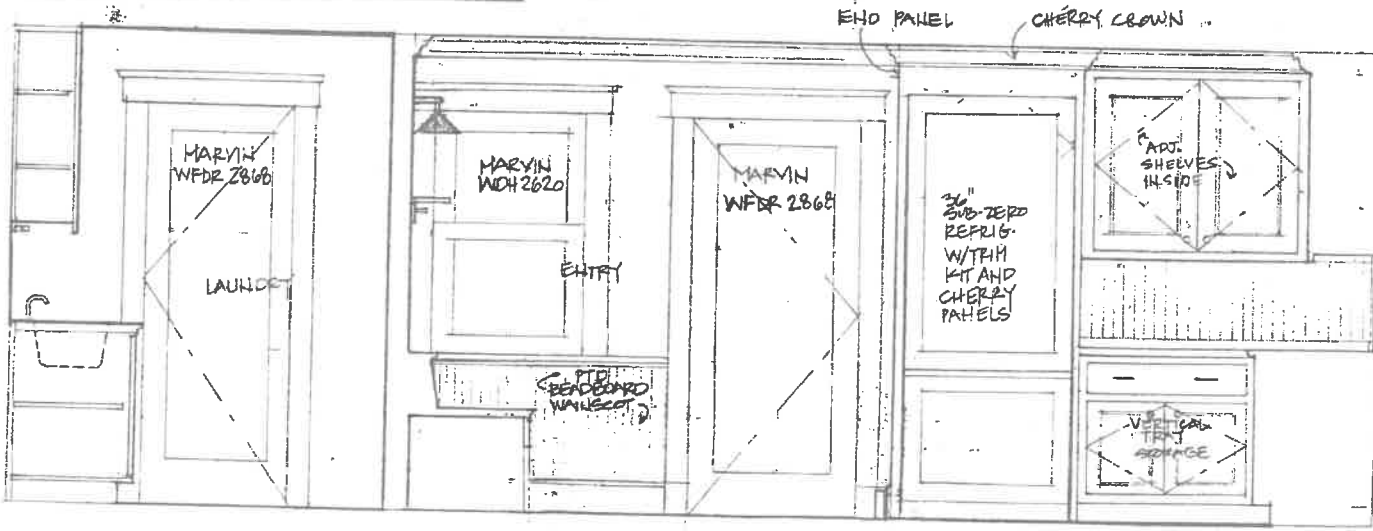 END PANEL
CHERRY CROWN
MARVIN
WFDR 2868
LAUNDRY
MARVIN
WDH 2620
ENTRY
PTD
BEADBOARD
WAINSCOT
MARVIN
WFDR 2868
36"
SUB-ZERO
REFRIG.
W/TRIM
KIT AND
CHERRY
PANELS
ADJ.
SHELVES
INSIDE
VERTICAL
TRAY
STORAGE